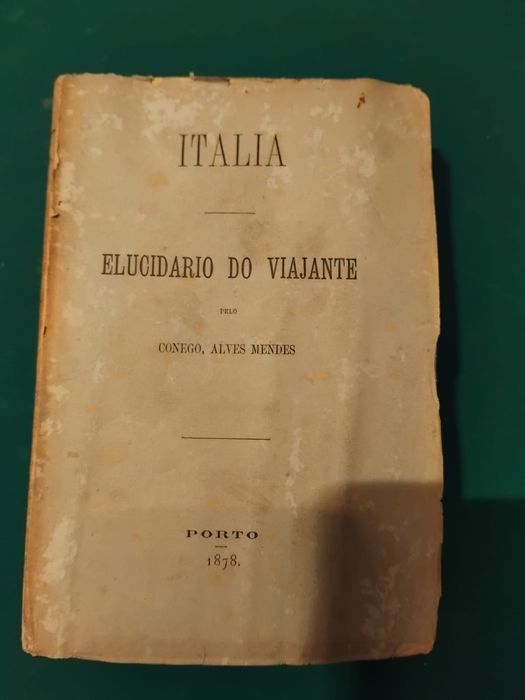 ITALIA
ELUCIDARIO DO VIAJANTE
PELO
CONEGO, ALVES MENDES
PORTO
1878.